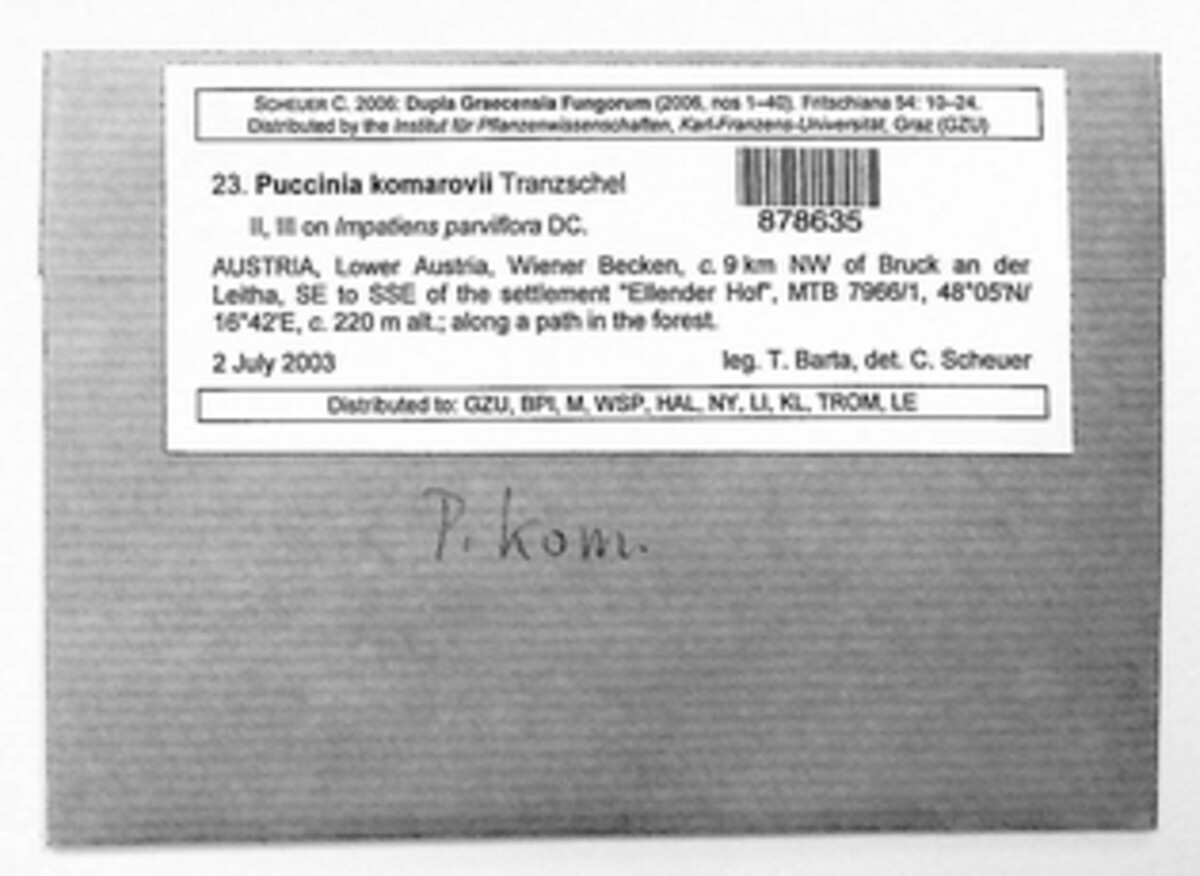 SCHEUER C. 2006: Dupla Graecensia Fungorum (2006, nos 1–40). Fritschiana 54: 10–24.
Distributed by the Institut für Pflanzenwissenschaften, Karl-Franzens-Universität, Graz (GZU)
23. Puccinia komarovii Tranzschel
878635
II, III on Impatiens parviflora DC.
AUSTRIA, Lower Austria, Wiener Becken, c. 9 km NW of Bruck an der
Leitha, SE to SSE of the settlement "Ellender Hof", MTB 7966/1, 48°05'N/
16°42'E, c. 220 m alt.; along a path in the forest.
2 July 2003 leg. T. Barta, det. C. Scheuer
Distributed to: GZU, BPI, M, WSP, HAL, NY, LI, KL, TROM, LE
P. kom.